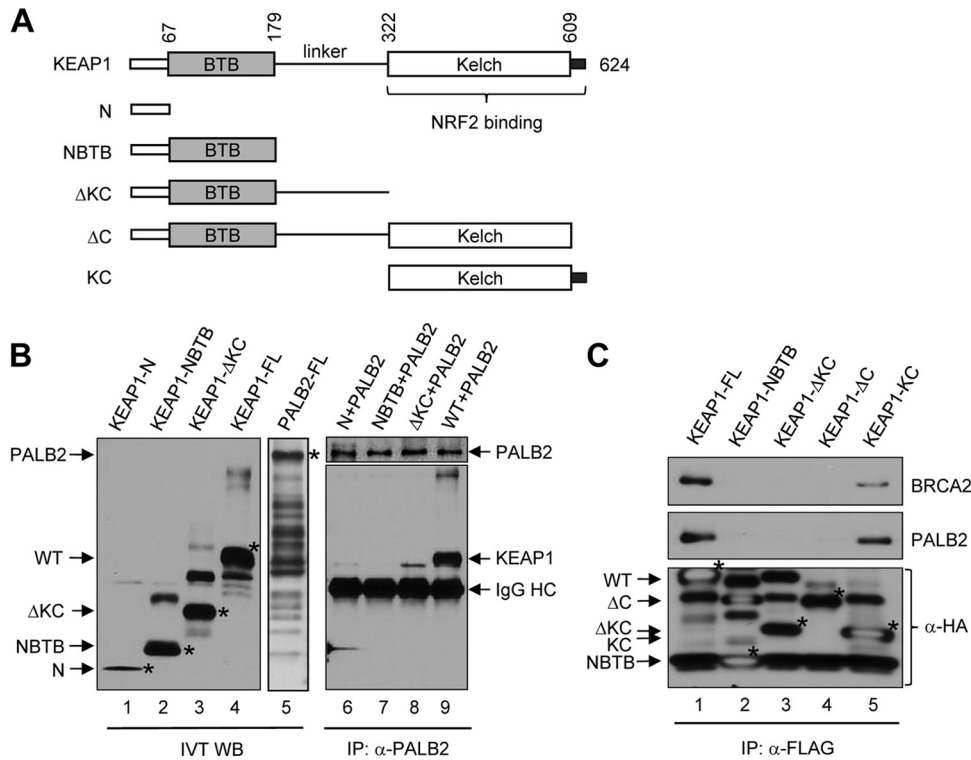 A
67
179
322
609
linker
KEAP1
BTB
Kelch
624
N
NRF2 binding
NBTB
BTB
ΔKC
BTB
ΔC
BTB
Kelch
KC
Kelch
B
KEAP1-N
KEAP1-NBTB
KEAP1-ΔKC
KEAP1-FL
PALB2-FL
N+PALB2
NBTB+PALB2
ΔKC+PALB2
WT+PALB2
PALB2
*
PALB2
WT
*
KEAP1
IgG HC
ΔKC
*
NBTB
*
N
*
1 2 3 4 5 6 7 8 9
IVT WB
IP: α-PALB2
C
KEAP1-FL
KEAP1-NBTB
KEAP1-ΔKC
KEAP1-ΔC
KEAP1-KC
BRCA2
PALB2
WT
*
ΔC
*
ΔKC
*
KC
*
NBTB
*
α-HA
1 2 3 4 5
IP: α-FLAG